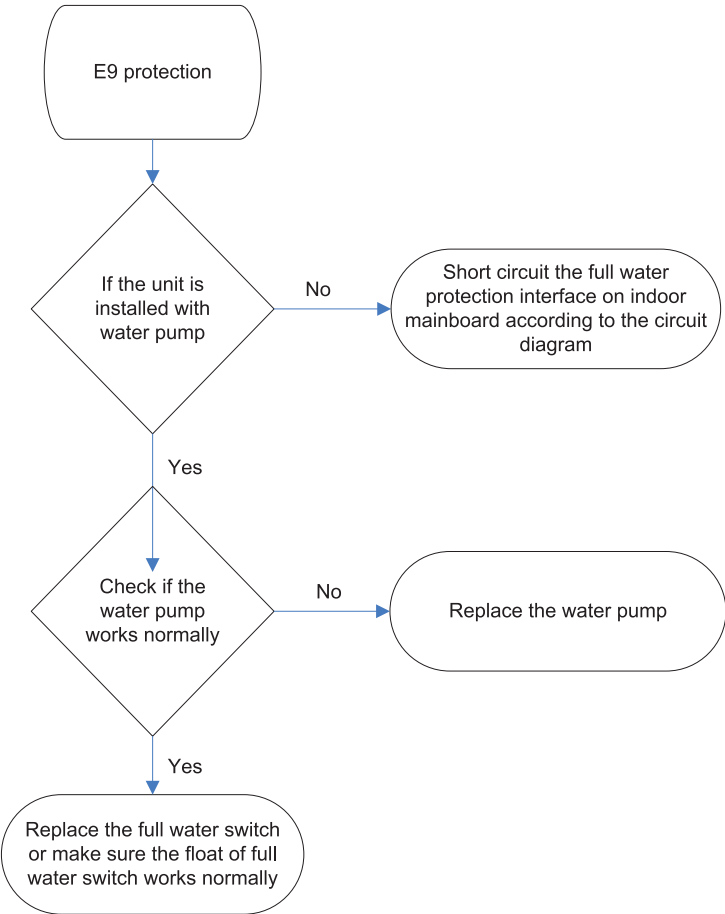 E9 protection
If the unit is
installed with
water pump
No
Short circuit the full water
protection interface on indoor
mainboard according to the circuit
diagram
Yes
Check if the
water pump
works normally
No
Replace the water pump
Yes
Replace the full water switch
or make sure the float of full
water switch works normally